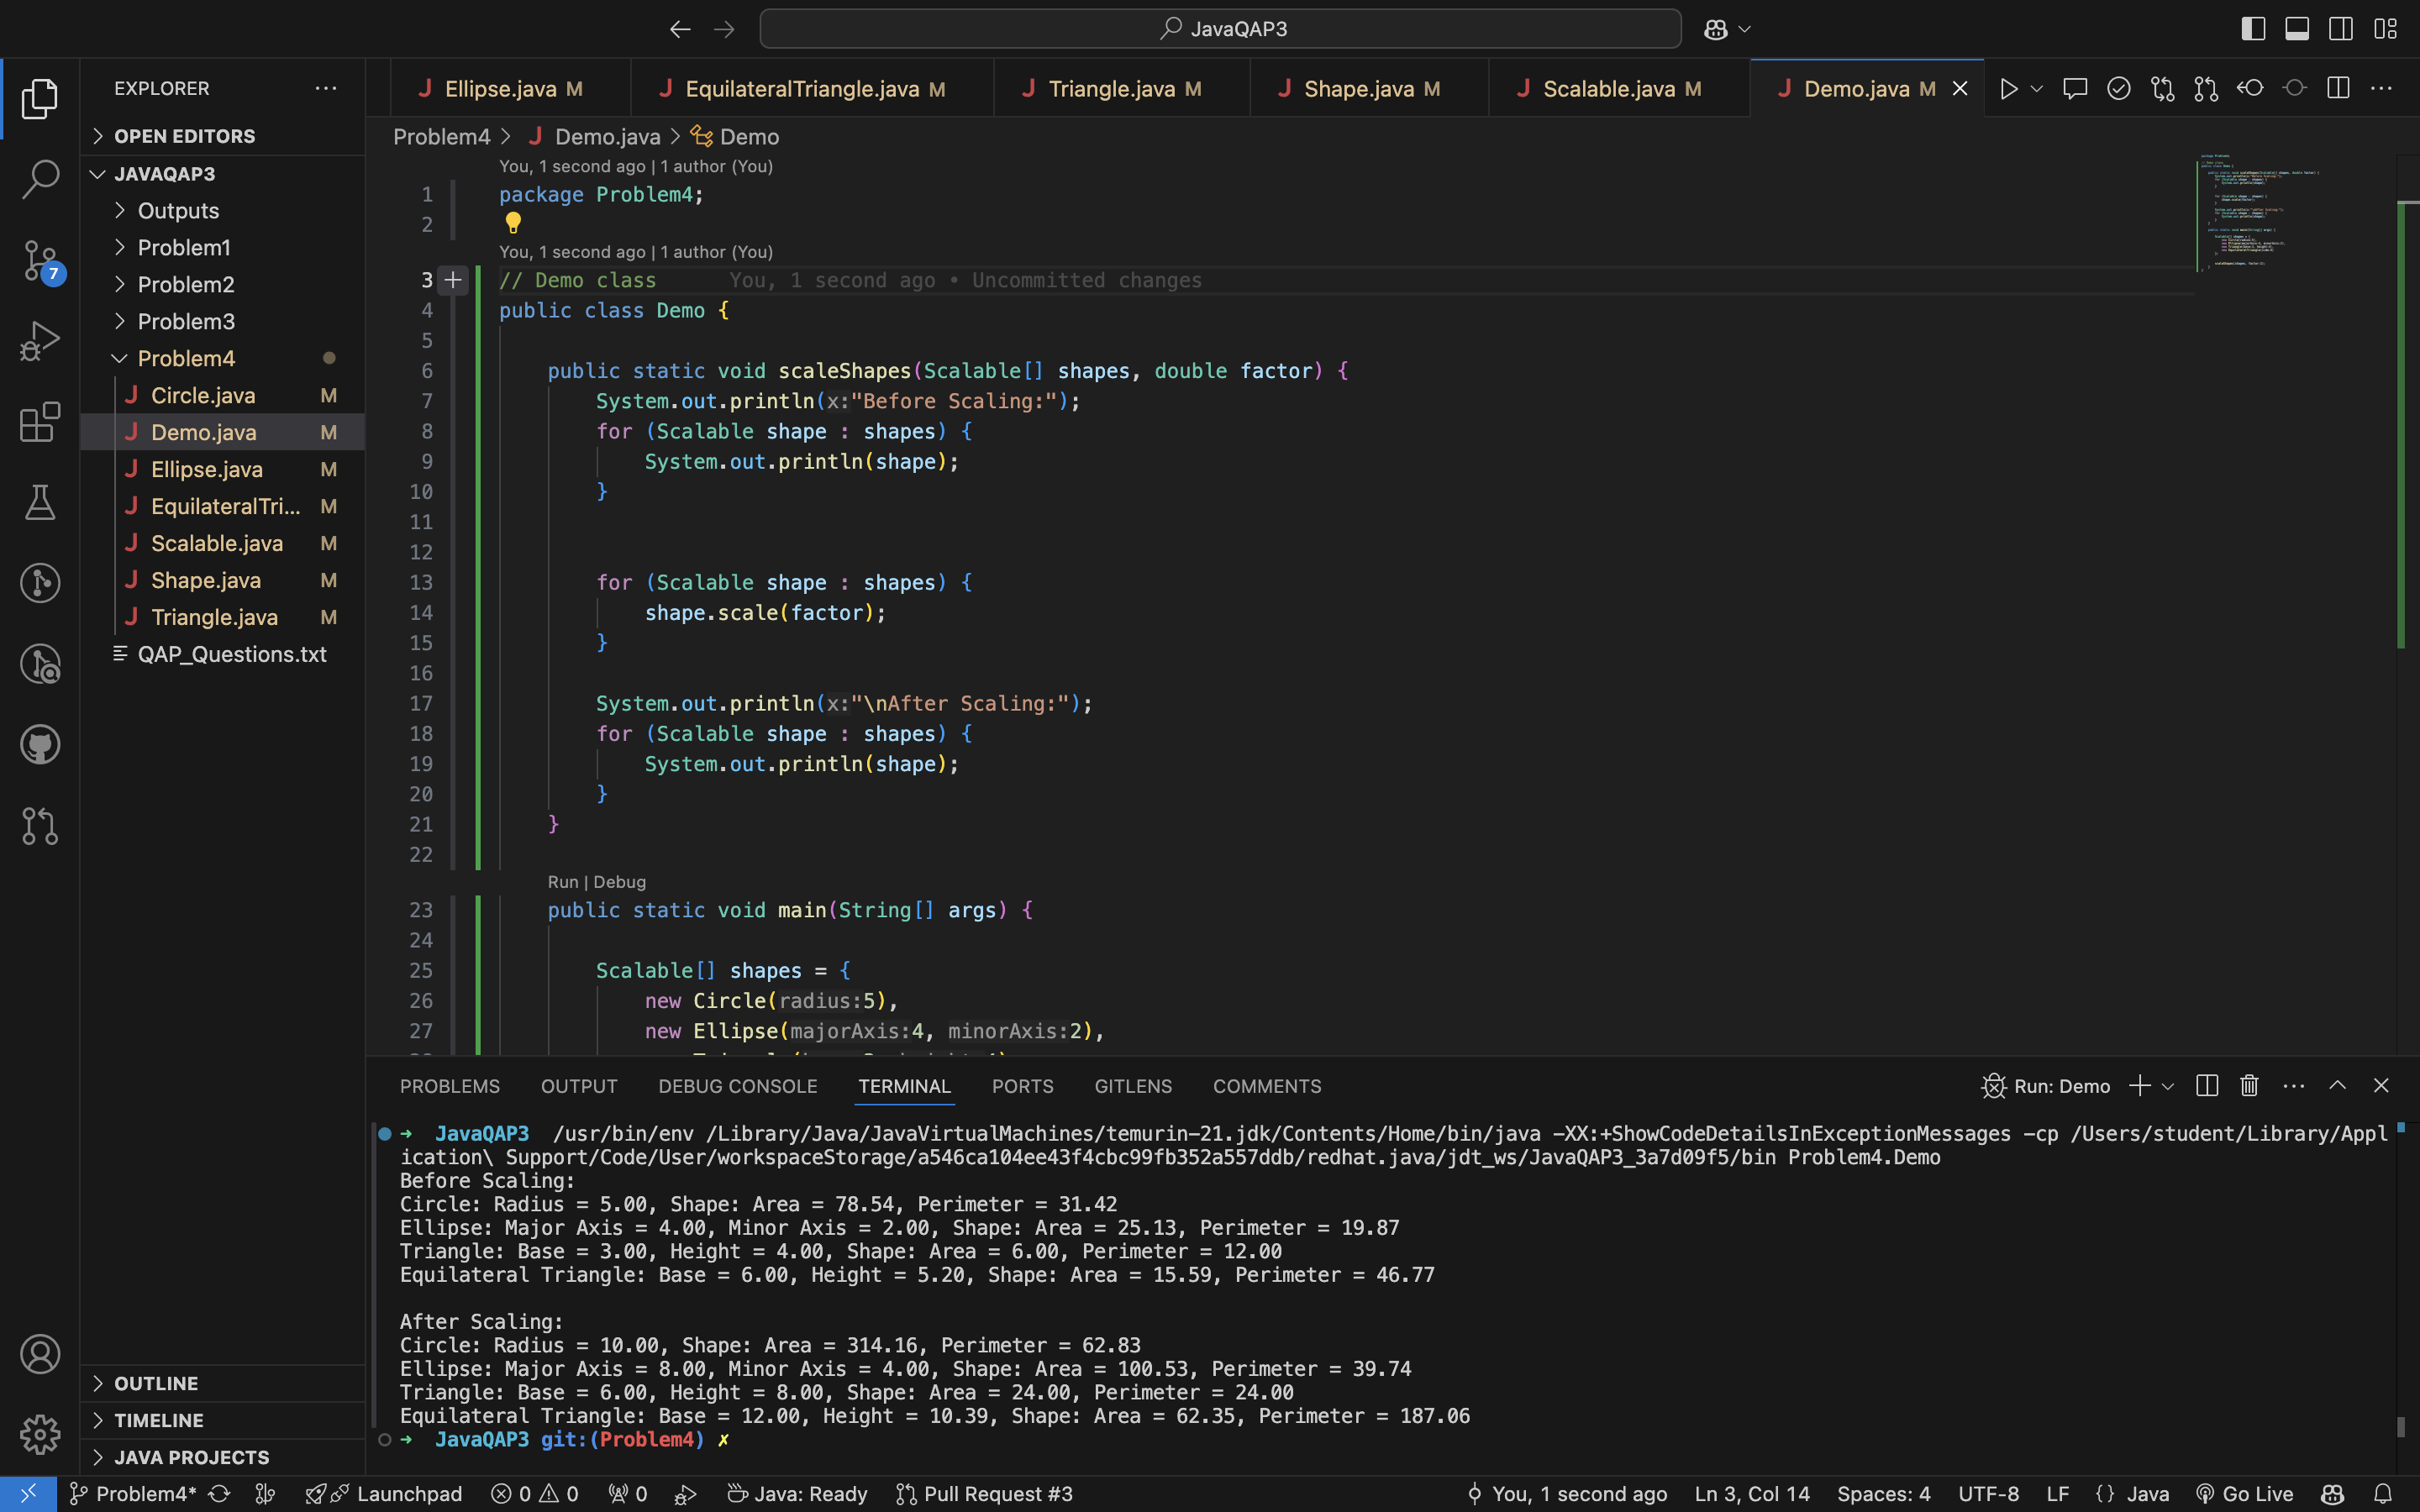 JavaQAP3
EXPLORER
OPEN EDITORS
JAVAQAP3
Outputs
Problem1
Problem2
Problem3
Problem4
Circle.java M
Demo.java M
Ellipse.java M
EquilateralTri... M
Scalable.java M
Shape.java M
Triangle.java M
QAP_Questions.txt
OUTLINE
TIMELINE
JAVA PROJECTS
7
Ellipse.java M EquilateralTriangle.java M Triangle.java M Shape.java M Scalable.java M Demo.java M
Problem4 > Demo.java > Demo
You, 1 second ago | 1 author (You)
1 package Problem4;
2
You, 1 second ago | 1 author (You)
3 // Demo class You, 1 second ago • Uncommitted changes
4 public class Demo {
5
6 public static void scaleShapes(Scalable[] shapes, double factor) {
7 System.out.println(x:"Before Scaling:");
8 for (Scalable shape : shapes) {
9 System.out.println(shape);
10 }
11
12
13 for (Scalable shape : shapes) {
14 shape.scale(factor);
15 }
16
17 System.out.println(x:"\nAfter Scaling:");
18 for (Scalable shape : shapes) {
19 System.out.println(shape);
20 }
21 }
22
Run | Debug
23 public static void main(String[] args) {
24
25 Scalable[] shapes = {
26 new Circle(radius:5),
27 new Ellipse(majorAxis:4, minorAxis:2),
PROBLEMS OUTPUT DEBUG CONSOLE TERMINAL PORTS GITLENS COMMENTS Run: Demo
→ JavaQAP3 /usr/bin/env /Library/Java/JavaVirtualMachines/temurin-21.jdk/Contents/Home/bin/java -XX:+ShowCodeDetailsInExceptionMessages -cp /Users/student/Library/Appl
ication\ Support/Code/User/workspaceStorage/a546ca104ee43f4cbc99fb352a557ddb/redhat.java/jdt_ws/JavaQAP3_3a7d09f5/bin Problem4.Demo
Before Scaling:
Circle: Radius = 5.00, Shape: Area = 78.54, Perimeter = 31.42
Ellipse: Major Axis = 4.00, Minor Axis = 2.00, Shape: Area = 25.13, Perimeter = 19.87
Triangle: Base = 3.00, Height = 4.00, Shape: Area = 6.00, Perimeter = 12.00
Equilateral Triangle: Base = 6.00, Height = 5.20, Shape: Area = 15.59, Perimeter = 46.77
After Scaling:
Circle: Radius = 10.00, Shape: Area = 314.16, Perimeter = 62.83
Ellipse: Major Axis = 8.00, Minor Axis = 4.00, Shape: Area = 100.53, Perimeter = 39.74
Triangle: Base = 6.00, Height = 8.00, Shape: Area = 24.00, Perimeter = 24.00
Equilateral Triangle: Base = 12.00, Height = 10.39, Shape: Area = 62.35, Perimeter = 187.06
→ JavaQAP3 git:(Problem4) ✗
Problem4* Launchpad 0 0 0 Java: Ready Pull Request #3 You, 1 second ago Ln 3, Col 14 Spaces: 4 UTF-8 LF {} Java Go Live